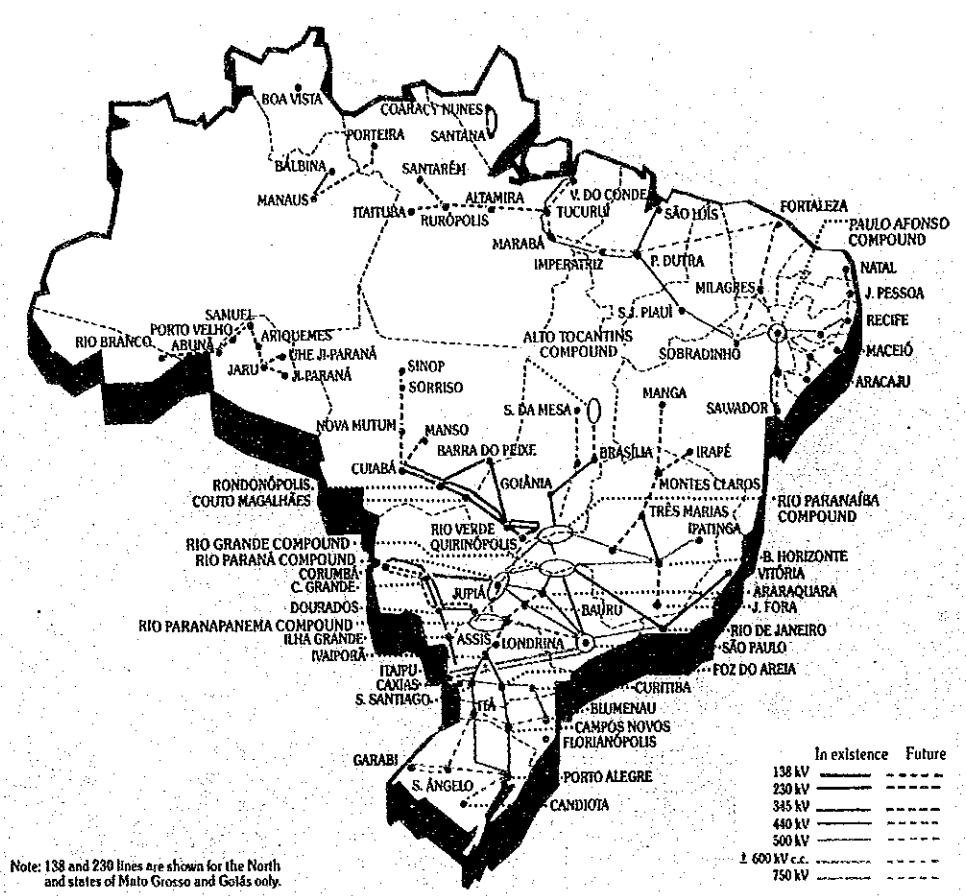 BOA VISTA
COARACY NUNES
SANTANA
PORTEIRA
BALBINA
SANTARÉM
MANAUS
ALTAMIRA
V. DO CONDE
ITAITUBA
RURÓPOLIS
TUCURUÍ
SÃO LUÍS
FORTALEZA
PAULO AFONSO
COMPOUND
MARABÁ
IMPERATRIZ
P. DUTRA
NATAL
MILAGRES
J. PESSOA
SAMUEL
S.J. PIAUÍ
RECIFE
PORTO VELHO
ARIQUEMES
RIO BRANCO
ABUNÃ
ALTO TOCANTINS
COMPOUND
SOBRADINHO
MACEIÓ
UHE JI-PARANÁ
JARU
JI-PARANÁ
SINOP
SORRISO
ARACAJU
MANGA
S. DA MESA
SALVADOR
NOVA MUTUM
MANSO
BARRA DO PEIXE
BRASÍLIA
IRAPÉ
CUIABÁ
RONDONÓPOLIS
GOIÂNIA
MONTES CLAROS
COUTO MAGALHÃES
RIO PARANAÍBA
COMPOUND
TRÊS MARIAS
IPATINGA
RIO VERDE
QUIRINÓPOLIS
RIO GRANDE COMPOUND
RIO PARANÁ COMPOUND
B. HORIZONTE
CORUMBÁ
VITÓRIA
C. GRANDE
JUPIÁ
ARARAQUARA
DOURADOS
BAURU
J. FORA
RIO PARANAPANEMA COMPOUND
RIO DE JANEIRO
ILHA GRANDE
ASSIS
LONDRINA
SÃO PAULO
IVAIPORÃ
FOZ DO AREIA
ITAIPU
CAXIAS
CURITIBA
S. SANTIAGO
ITÁ
BLUMENAU
CAMPOS NOVOS
FLORIANÓPOLIS
GARABI
S. ÂNGELO
PORTO ALEGRE
CANDIOTA
In existence Future
138 kV
230 kV
345 kV
440 kV
500 kV
± 600 kV c.c.
750 kV
Note: 138 and 230 lines are shown for the North
and states of Mato Grosso and Goiás only.